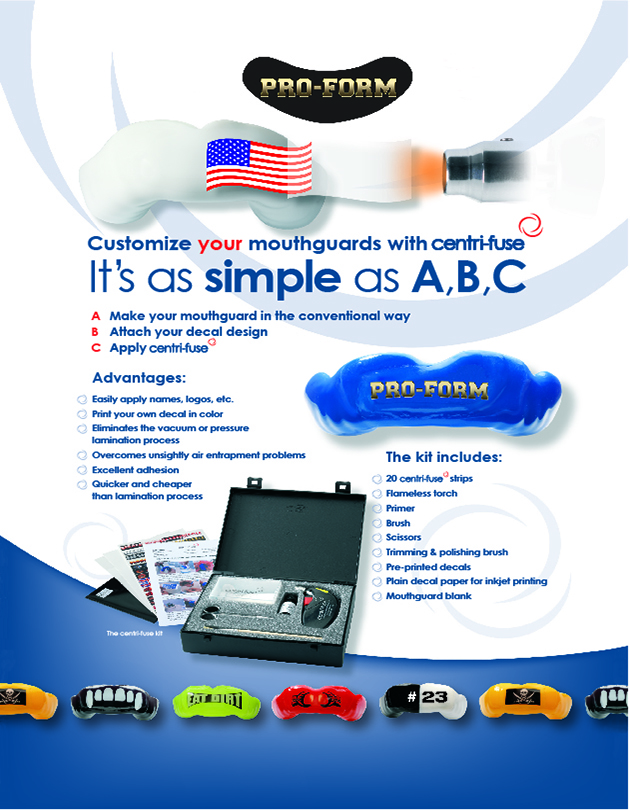 PRO-FORM
Customize your mouthguards with centri-fuse
It's as simple as A,B,C
A Make your mouthguard in the conventional way
B Attach your decal design
C Apply centri-fuse
Advantages:
Easily apply names, logos, etc.
Print your own decal in color
Eliminates the vacuum or pressure
lamination process
Overcomes unsightly air entrapment problems
Excellent adhesion
Quicker and cheaper
than lamination process
PRO-FORM
The kit includes:
20 centri-fuse strips
Flameless torch
Primer
Brush
Scissors
Trimming & polishing brush
Pre-printed decals
Plain decal paper for inkjet printing
Mouthguard blank
The centri-fuse kit
EAT DIRT
#23